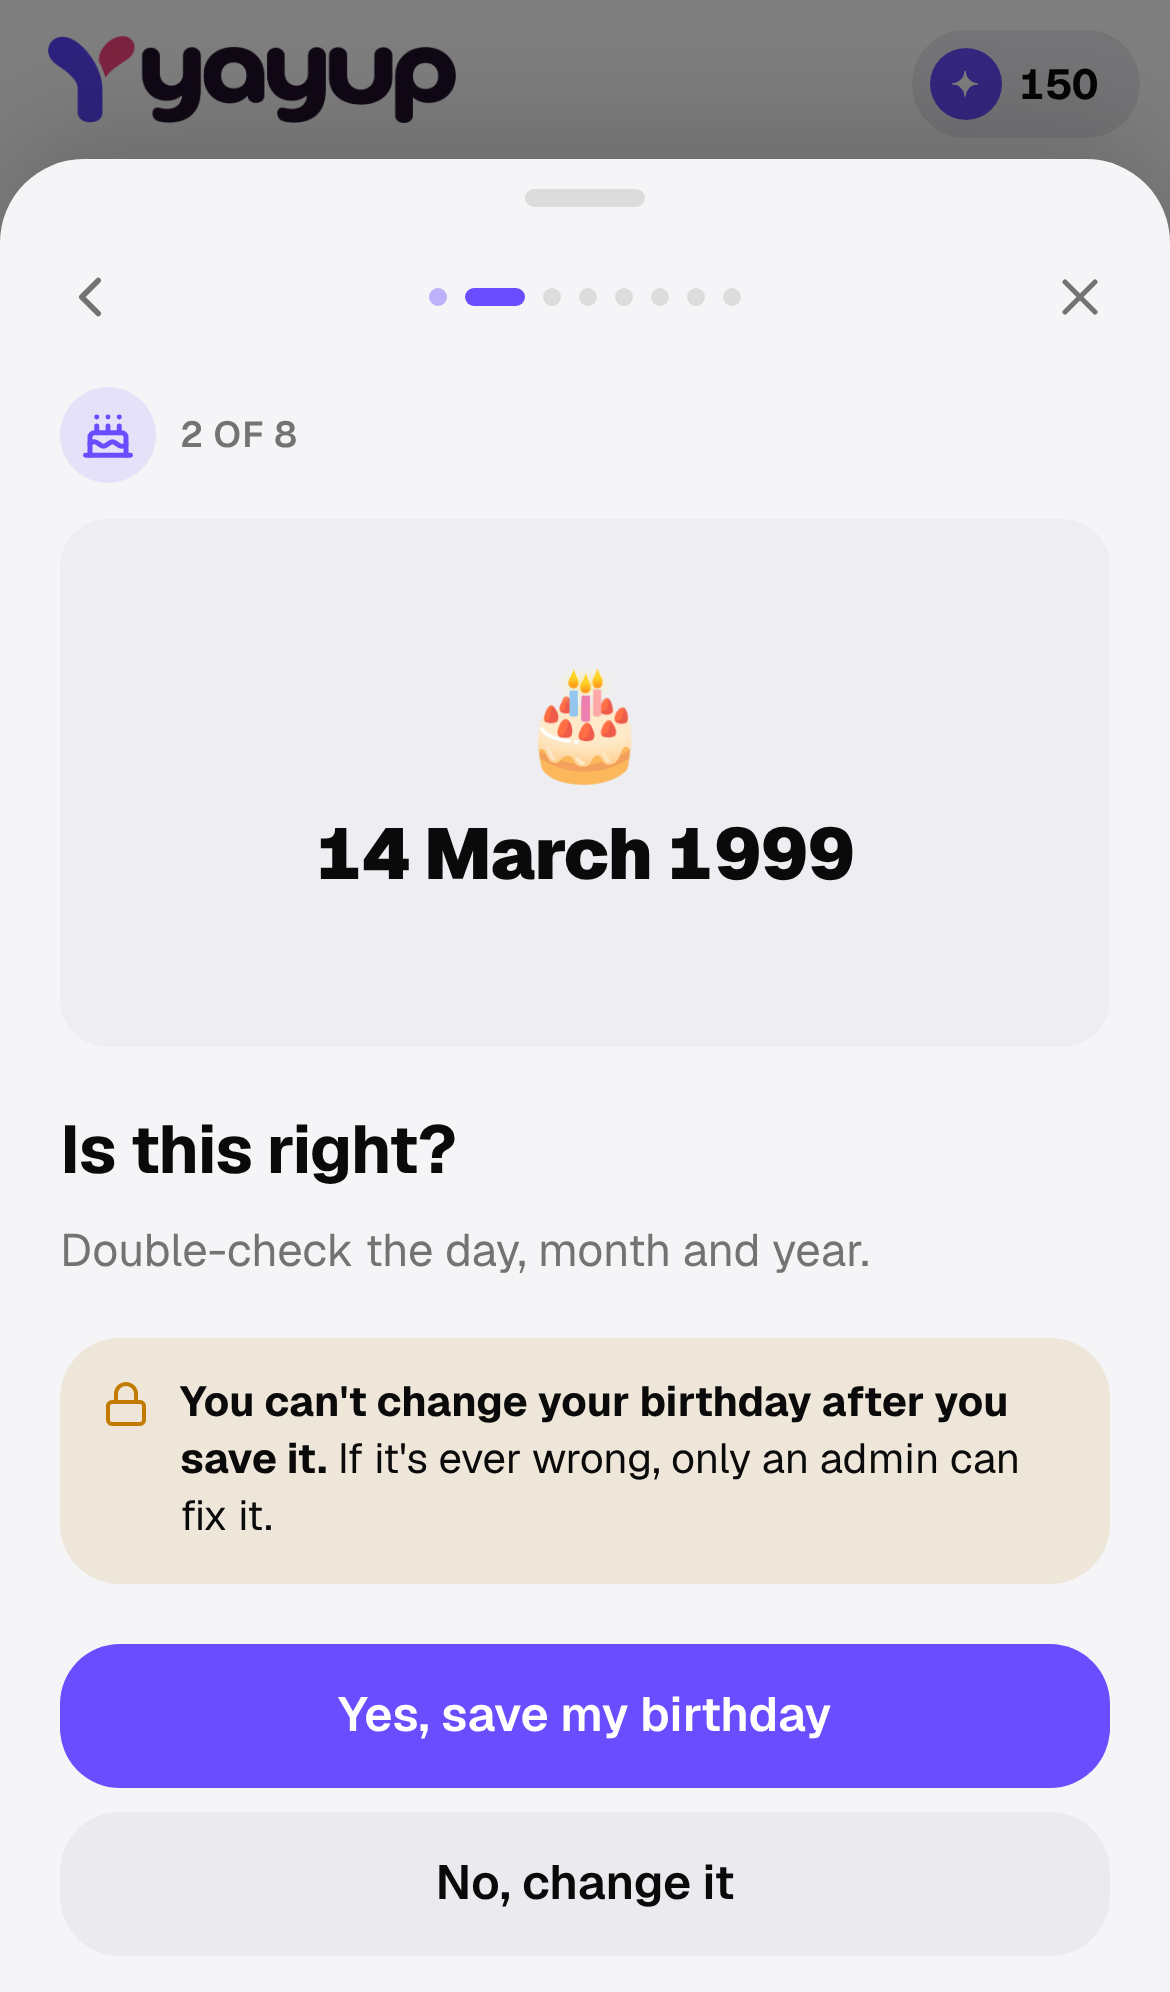 yayup
150
2 OF 8
14 March 1999
Is this right?
Double-check the day, month and year.
You can't change your birthday after you
save it. If it's ever wrong, only an admin can
fix it.
Yes, save my birthday
No, change it